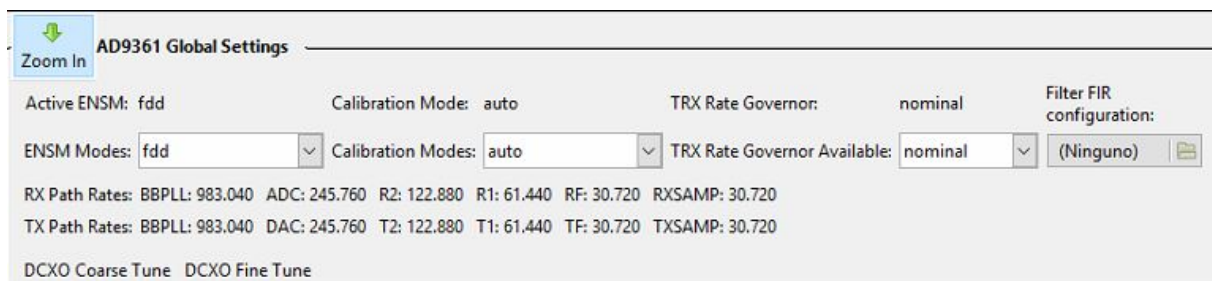 Zoom In
AD9361 Global Settings
Active ENSM: fdd Calibration Mode: auto TRX Rate Governor: nominal Filter FIR configuration:
ENSM Modes: fdd Calibration Modes: auto TRX Rate Governor Available: nominal (Ninguno)
RX Path Rates: BBPLL: 983.040 ADC: 245.760 R2: 122.880 R1: 61.440 RF: 30.720 RXSAMP: 30.720
TX Path Rates: BBPLL: 983.040 DAC: 245.760 T2: 122.880 T1: 61.440 TF: 30.720 TXSAMP: 30.720
DCXO Coarse Tune DCXO Fine Tune